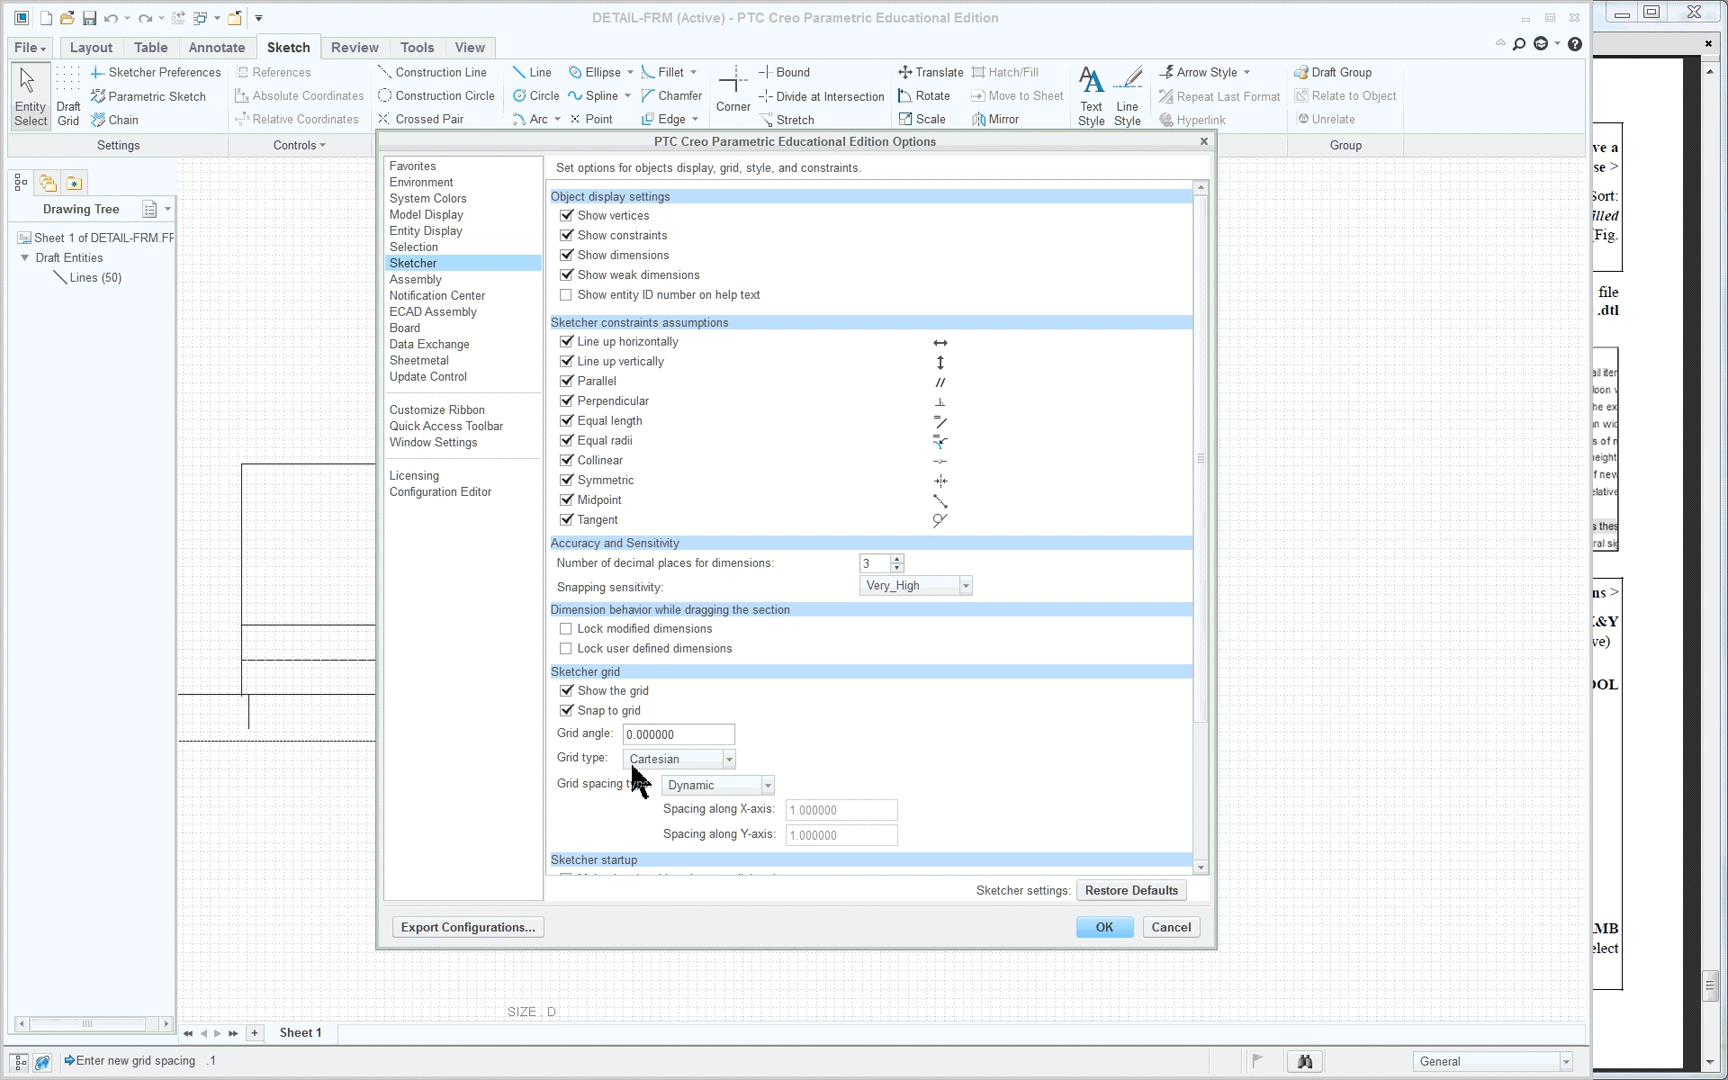 DETAIL-FRM (Active) - PTC Creo Parametric Educational Edition
File Layout Table Annotate Sketch Review Tools View
Entity Select
Draft Grid
Sketcher Preferences
Parametric Sketch
Chain
Settings
References
Absolute Coordinates
Relative Coordinates
Controls
Construction Line
Construction Circle
Crossed Pair
Line Ellipse Fillet
Circle Spline Chamfer
Arc Point Edge
Corner
Bound
Divide at Intersection
Stretch
Translate Hatch/Fill
Rotate Move to Sheet
Scale Mirror
Text Style
Line Style
Arrow Style
Repeat Last Format
Hyperlink
Draft Group
Relate to Object
Unrelate
Group
Drawing Tree
Sheet 1 of DETAIL-FRM.FR
Draft Entities
Lines (50)
PTC Creo Parametric Educational Edition Options
Favorites
Environment
System Colors
Model Display
Entity Display
Selection
Sketcher
Assembly
Notification Center
ECAD Assembly
Board
Data Exchange
Sheetmetal
Update Control
Customize Ribbon
Quick Access Toolbar
Window Settings
Licensing
Configuration Editor
Set options for objects display, grid, style, and constraints.
Object display settings
Show vertices
Show constraints
Show dimensions
Show weak dimensions
Show entity ID number on help text
Sketcher constraints assumptions
Line up horizontally
Line up vertically
Parallel
Perpendicular
Equal length
Equal radii
Collinear
Symmetric
Midpoint
Tangent
Accuracy and Sensitivity
Number of decimal places for dimensions: 3
Snapping sensitivity: Very_High
Dimension behavior while dragging the section
Lock modified dimensions
Lock user defined dimensions
Sketcher grid
Show the grid
Snap to grid
Grid angle: 0.000000
Grid type: Cartesian
Grid spacing Dynamic
Spacing along X-axis: 1.000000
Spacing along Y-axis: 1.000000
Sketcher startup
Sketcher settings: Restore Defaults
Export Configurations... OK Cancel
SIZE . D
Sheet 1
Enter new grid spacing .1
General
ve a
se >
Sort:
illed
(Fig.
file
.dtl
ns >
&Y
ve)
OOL
MB
elect